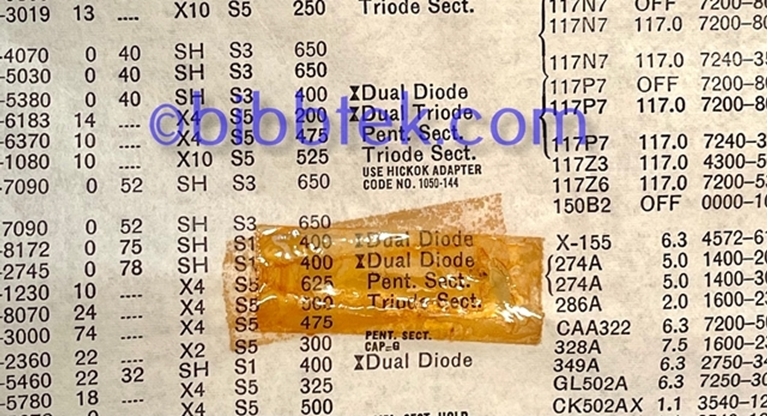 -3019 13 .... X10 S5 250 Triode Sect. 117N7 OFF 7200-8
117N7 117.0 7200-8
-4070 0 40 SH S3 650
-5030 0 40 SH S3 650 117N7 117.0 7240-3
-5380 0 40 SH S3 400 ⧗Dual Diode 117P7 OFF 7200-8
-6183 14 .... X4 S5 200 ⧗Dual Triode 117P7 117.0 7200-8
©bibbtek.com
-6370 10 .... X4 S5 475 Pent. Sect. 117P7 117.0 7240-3
-1080 10 .... X10 S5 525 Triode Sect. 117Z3 117.0 4300-5
USE HICKOK ADAPTER
-7090 0 52 SH S3 650 CODE NO. 1050-144 117Z6 117.0 7200-5
150B2 OFF 0000-1
7090 0 52 SH S3 650
-8172 0 75 SH S1 400 ⧗Dual Diode X-155 6.3 4572-6
-2745 0 78 SH S1 400 ⧗Dual Diode 274A 5.0 1400-2
-1230 10 .... X4 S5 625 Pent. Sect. 274A 5.0 1400-3
-8070 24 .... X4 S5 Triode Sect. 286A 2.0 1600-2
-3000 74 .... X4 S5 475 CAA322 6.3 7200-5
PENT. SECT.
-2360 22 .... X2 S5 300 CAP=G 328A 7.5 1600-2
-5460 22 32 SH S1 400 ⧗Dual Diode 349A 6.3 2750-3
-5780 18 .... X4 S5 325 GL502A 6.3 7250-3
X4 S5 500 CK502AX 1.1 3540-1